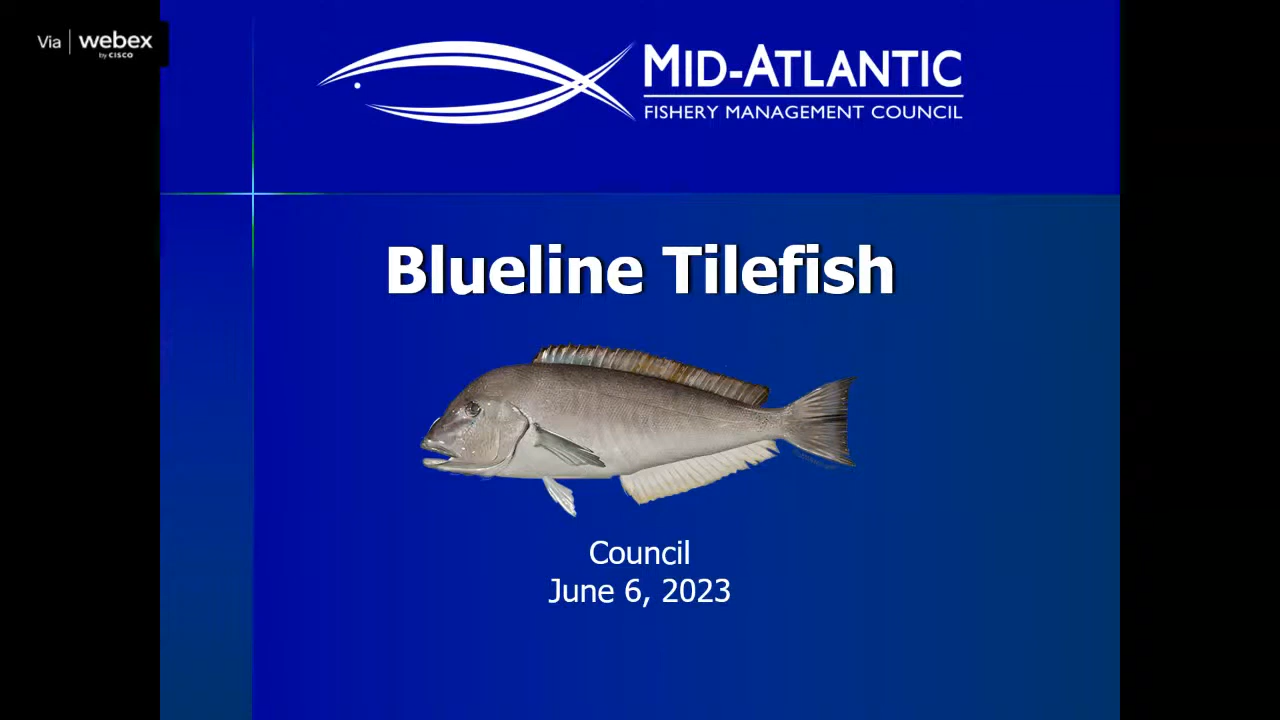 Via webex
by CISCO
MID-ATLANTIC
FISHERY MANAGEMENT COUNCIL
Blueline Tilefish
Council
June 6, 2023